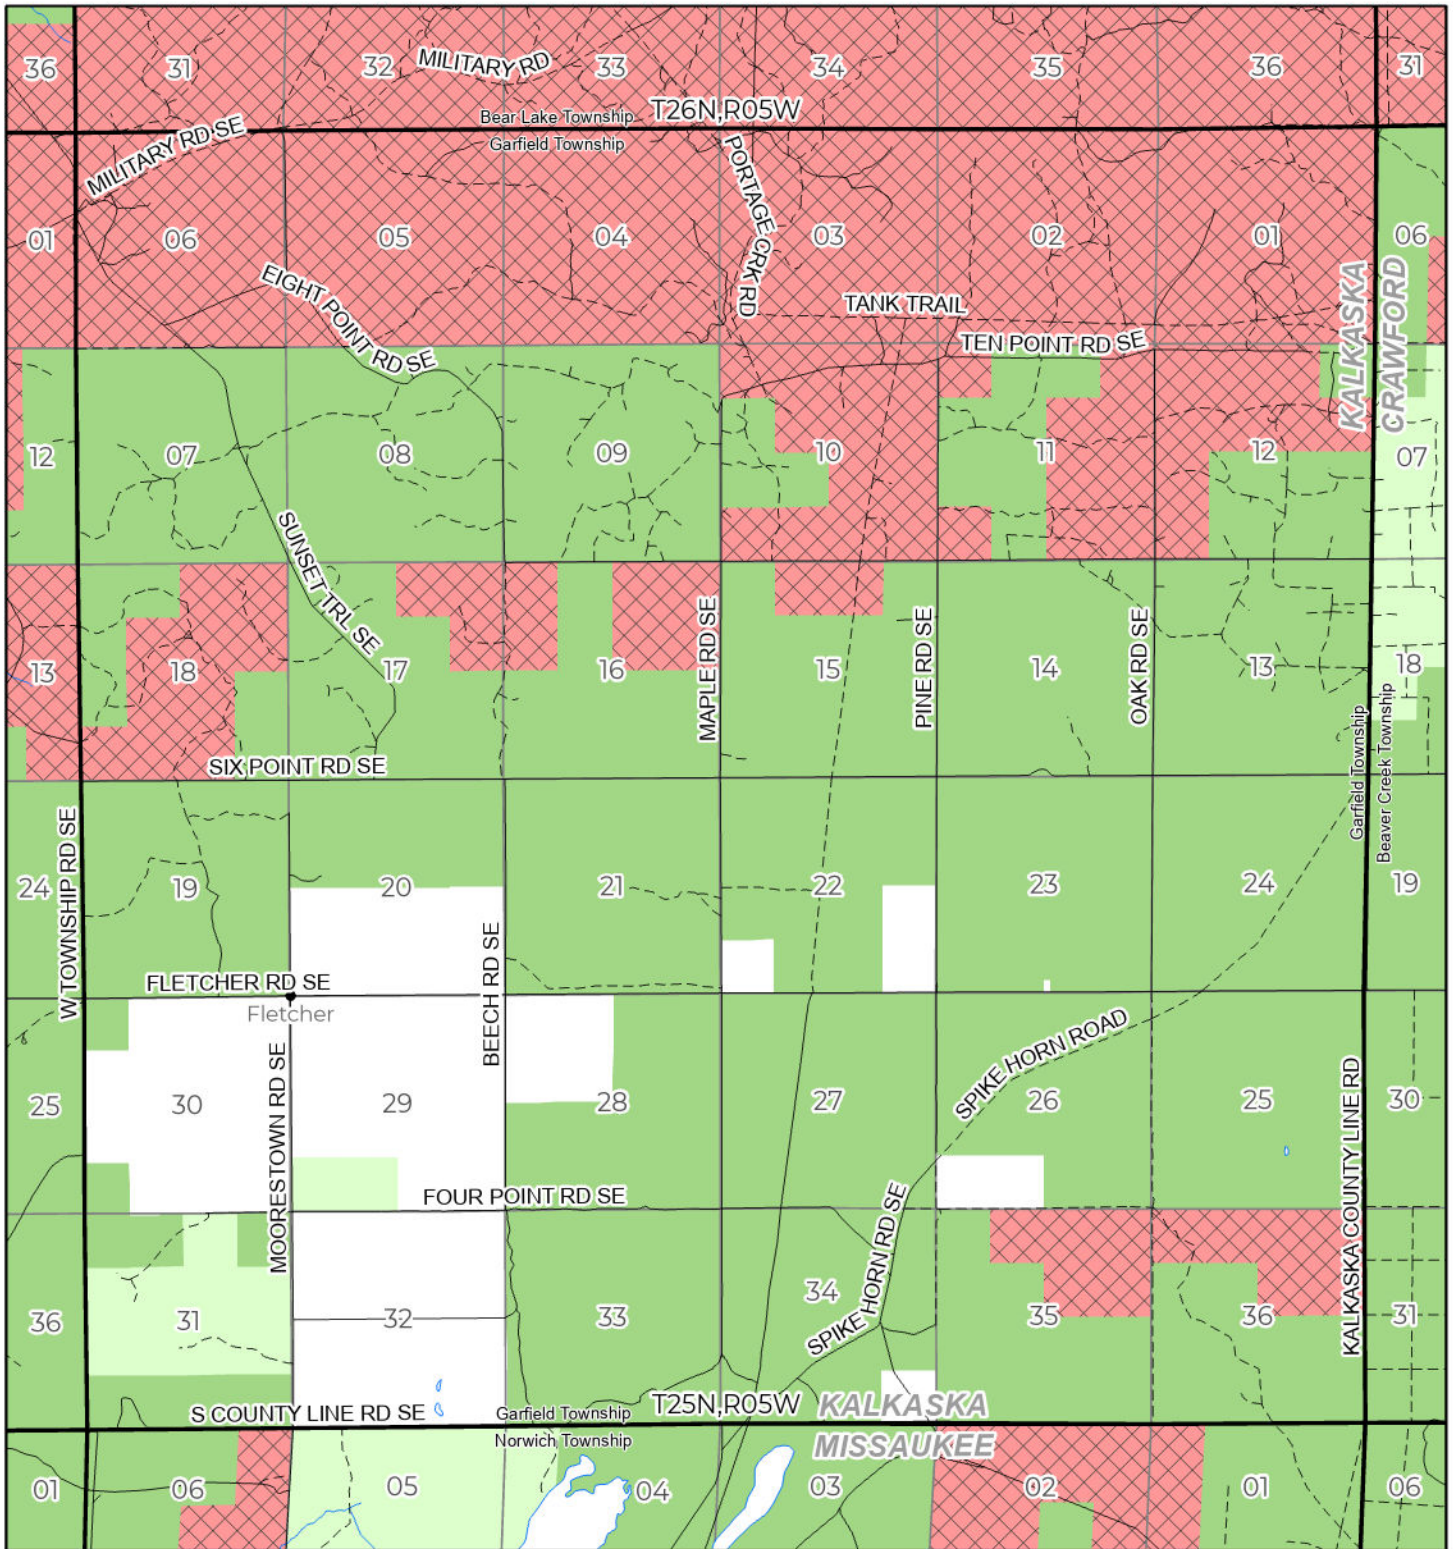 36 31 32 MILITARY RD 33 34 35 36 31
T26N,R05W
Bear Lake Township
Garfield Township
MILITARY RD SE
PORTAGE CRK RD
01 06 05 04 03 02 01 06
EIGHT POINT RD SE
TANK TRAIL
TEN POINT RD SE
KALKASKA
CRAWFORD
12 07 08 09 10 11 12 07
SUNSET TRL SE
MAPLE RD SE
PINE RD SE
OAK RD SE
13 18 17 16 15 14 13 18
SIX POINT RD SE
Garfield Township
Beaver Creek Township
W TOWNSHIP RD SE
24 19 20 21 22 23 24 19
BEECH RD SE
FLETCHER RD SE
Fletcher
SPIKE HORN ROAD
MOORESTOWN RD SE
KALKASKA COUNTY LINE RD
25 30 29 28 27 26 25 30
FOUR POINT RD SE
SPIKE HORN RD SE
36 31 32 33 34 35 36 31
T25N,R05W
KALKASKA
S COUNTY LINE RD SE
Garfield Township
Norwich Township
MISSAUKEE
01 06 05 04 03 02 01 06